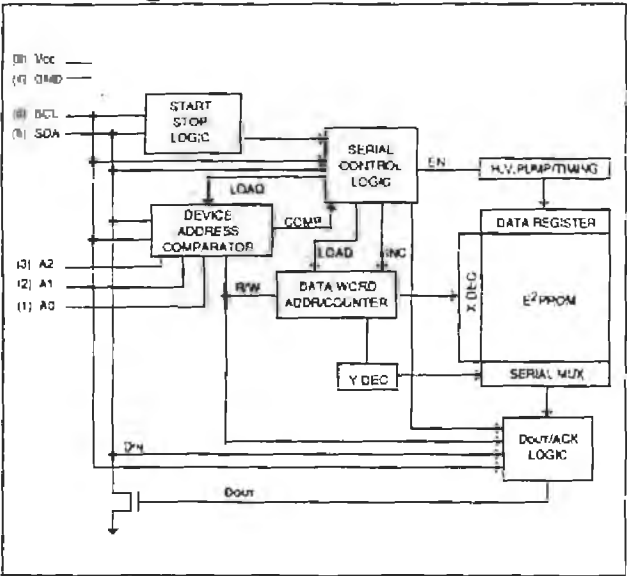 (8) Vcc
(4) GND
(6) SCL
(5) SDA
START
STOP
LOGIC
SERIAL
CONTROL
LOGIC
EN
H.V. PUMP/TIMING
LOAD
DEVICE
ADDRESS
COMPARATOR
COMP
DATA REGISTER
LOAD
INC
(3) A2
(2) A1
(1) A0
R/W
DATA WORD
ADDR/COUNTER
X DEC
E²PROM
Y DEC
SERIAL MUX
DIN
DOUT/ACK
LOGIC
DOUT